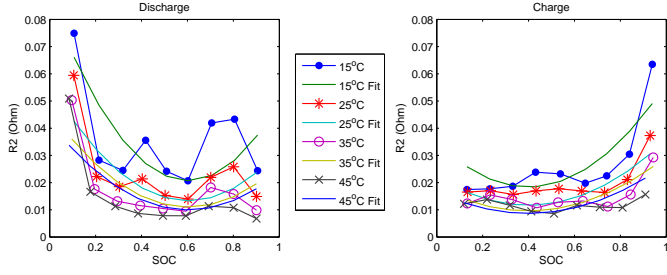 Discharge
0.08
0.07
0.06
0.05
0.04
0.03
0.02
0.01
0
R2 (Ohm)
0
0.2
0.4
0.6
0.8
1
SOC
15°C
15°C Fit
25°C
25°C Fit
35°C
35°C Fit
45°C
45°C Fit
Charge
0.08
0.07
0.06
0.05
0.04
0.03
0.02
0.01
0
R2 (Ohm)
0
0.2
0.4
0.6
0.8
1
SOC